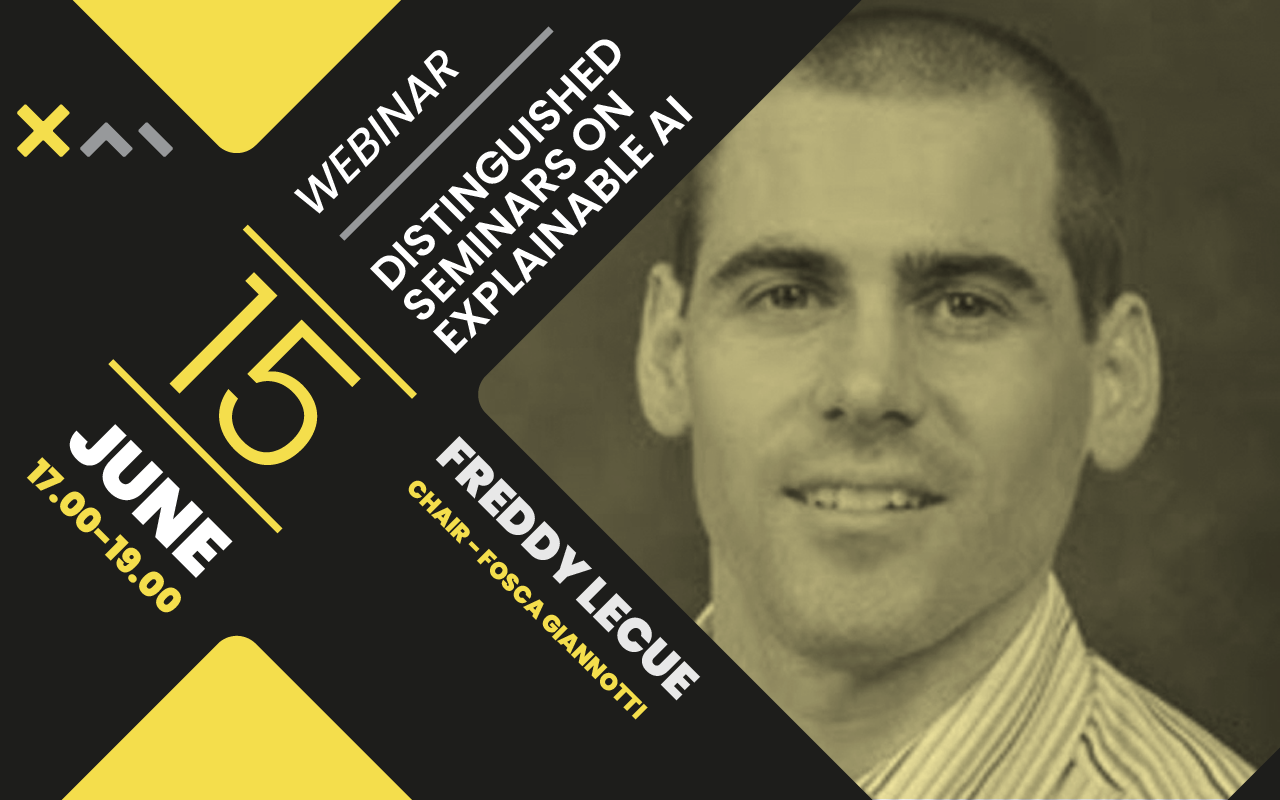 WEBINAR
DISTINGUISHED
SEMINARS ON
EXPLAINABLE AI
15
JUNE
17.00-19.00
FREDDY LECUE
CHAIR - FOSCA GIANNOTTI